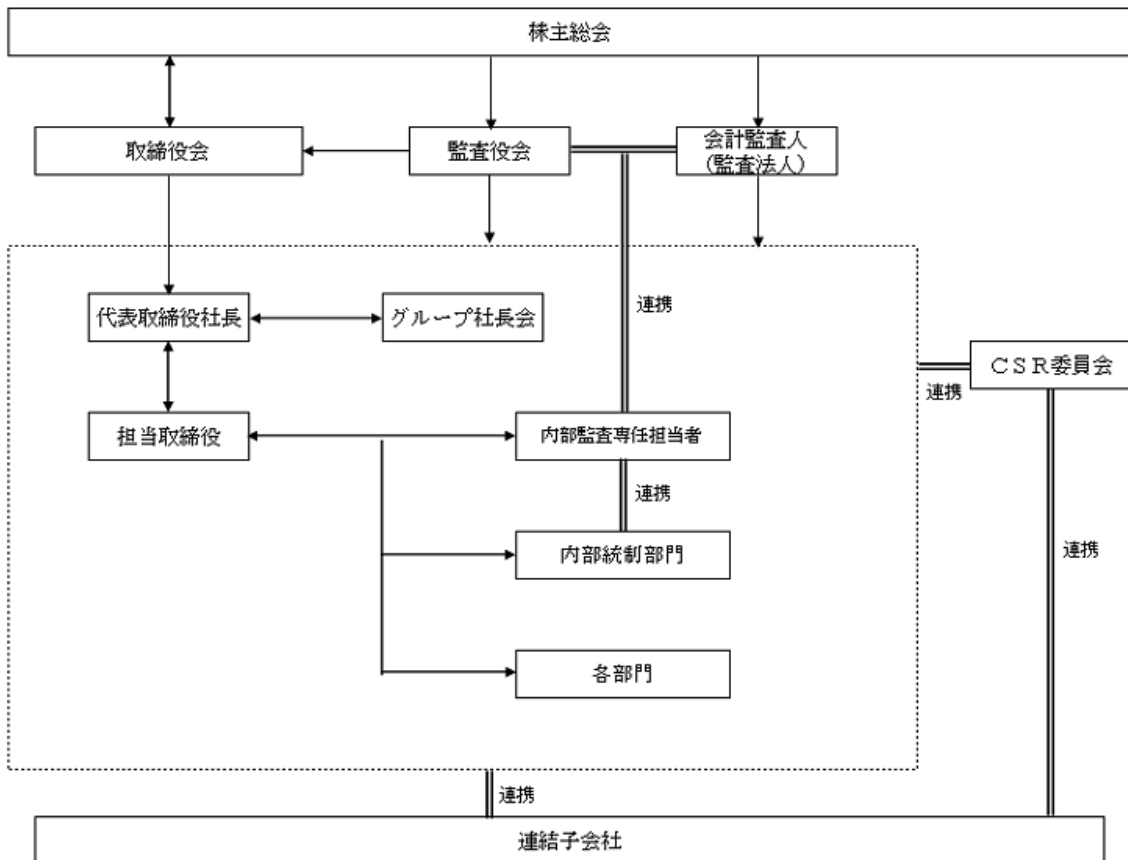 株主総会
取締役会
監査役会
会計監査人
(監査法人)
連携
代表取締役社長
グループ社長会
CSR委員会
連携
担当取締役
内部監査専任担当者
連携
内部統制部門
連携
各部門
連携
連結子会社